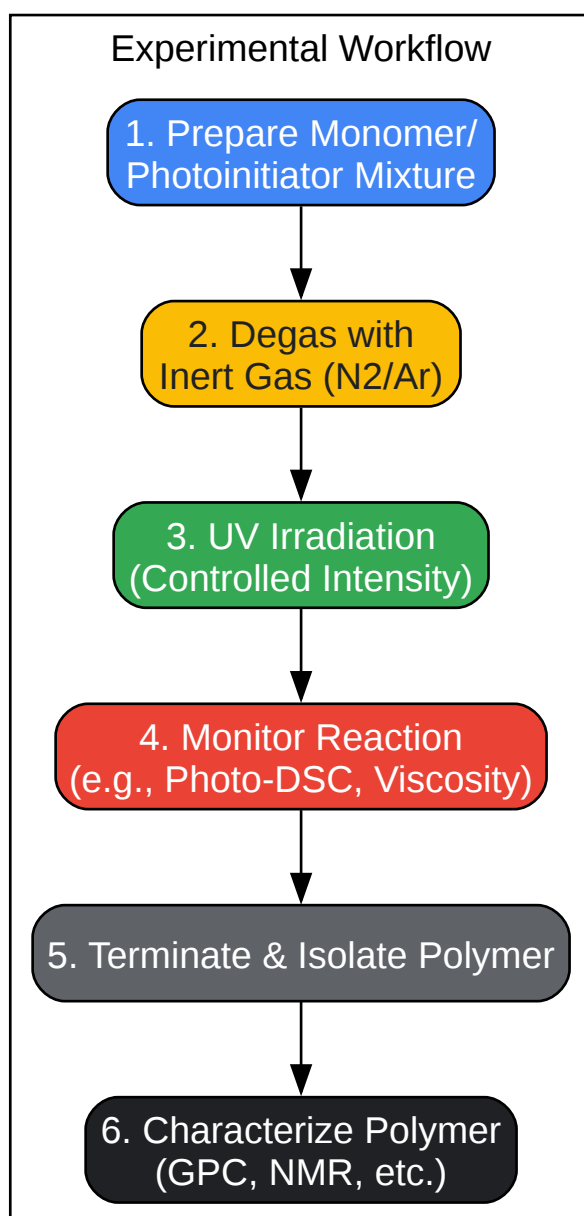 Experimental Workflow
1. Prepare Monomer/
Photoinitiator Mixture
2. Degas with
Inert Gas (N2/Ar)
3. UV Irradiation
(Controlled Intensity)
4. Monitor Reaction
(e.g., Photo-DSC, Viscosity)
5. Terminate & Isolate Polymer
6. Characterize Polymer
(GPC, NMR, etc.)